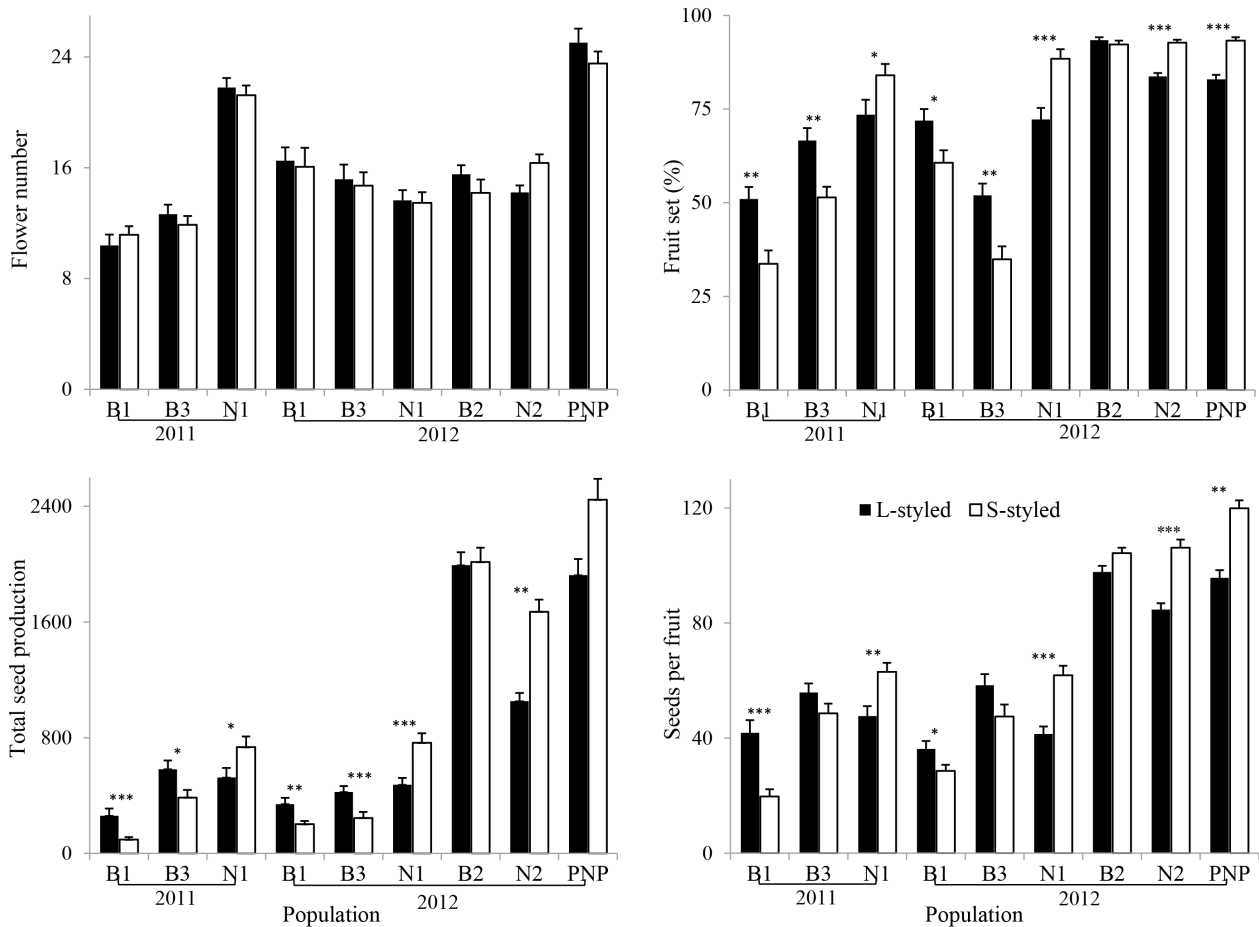 Flower number
24
16
8
0
B1 B3 N1 B1 B3 N1 B2 N2 PNP
2011 2012
Fruit set (%)
100
75
50
25
0
** ** * * ** *** *** ***
B1 B3 N1 B1 B3 N1 B2 N2 PNP
2011 2012
Total seed production
2400
1600
800
0
*** * * ** *** *** **
B1 B3 N1 B1 B3 N1 B2 N2 PNP
2011 2012
Population
Seeds per fruit
120
80
40
0
L-styled S-styled
*** ** * *** *** **
B1 B3 N1 B1 B3 N1 B2 N2 PNP
2011 2012
Population